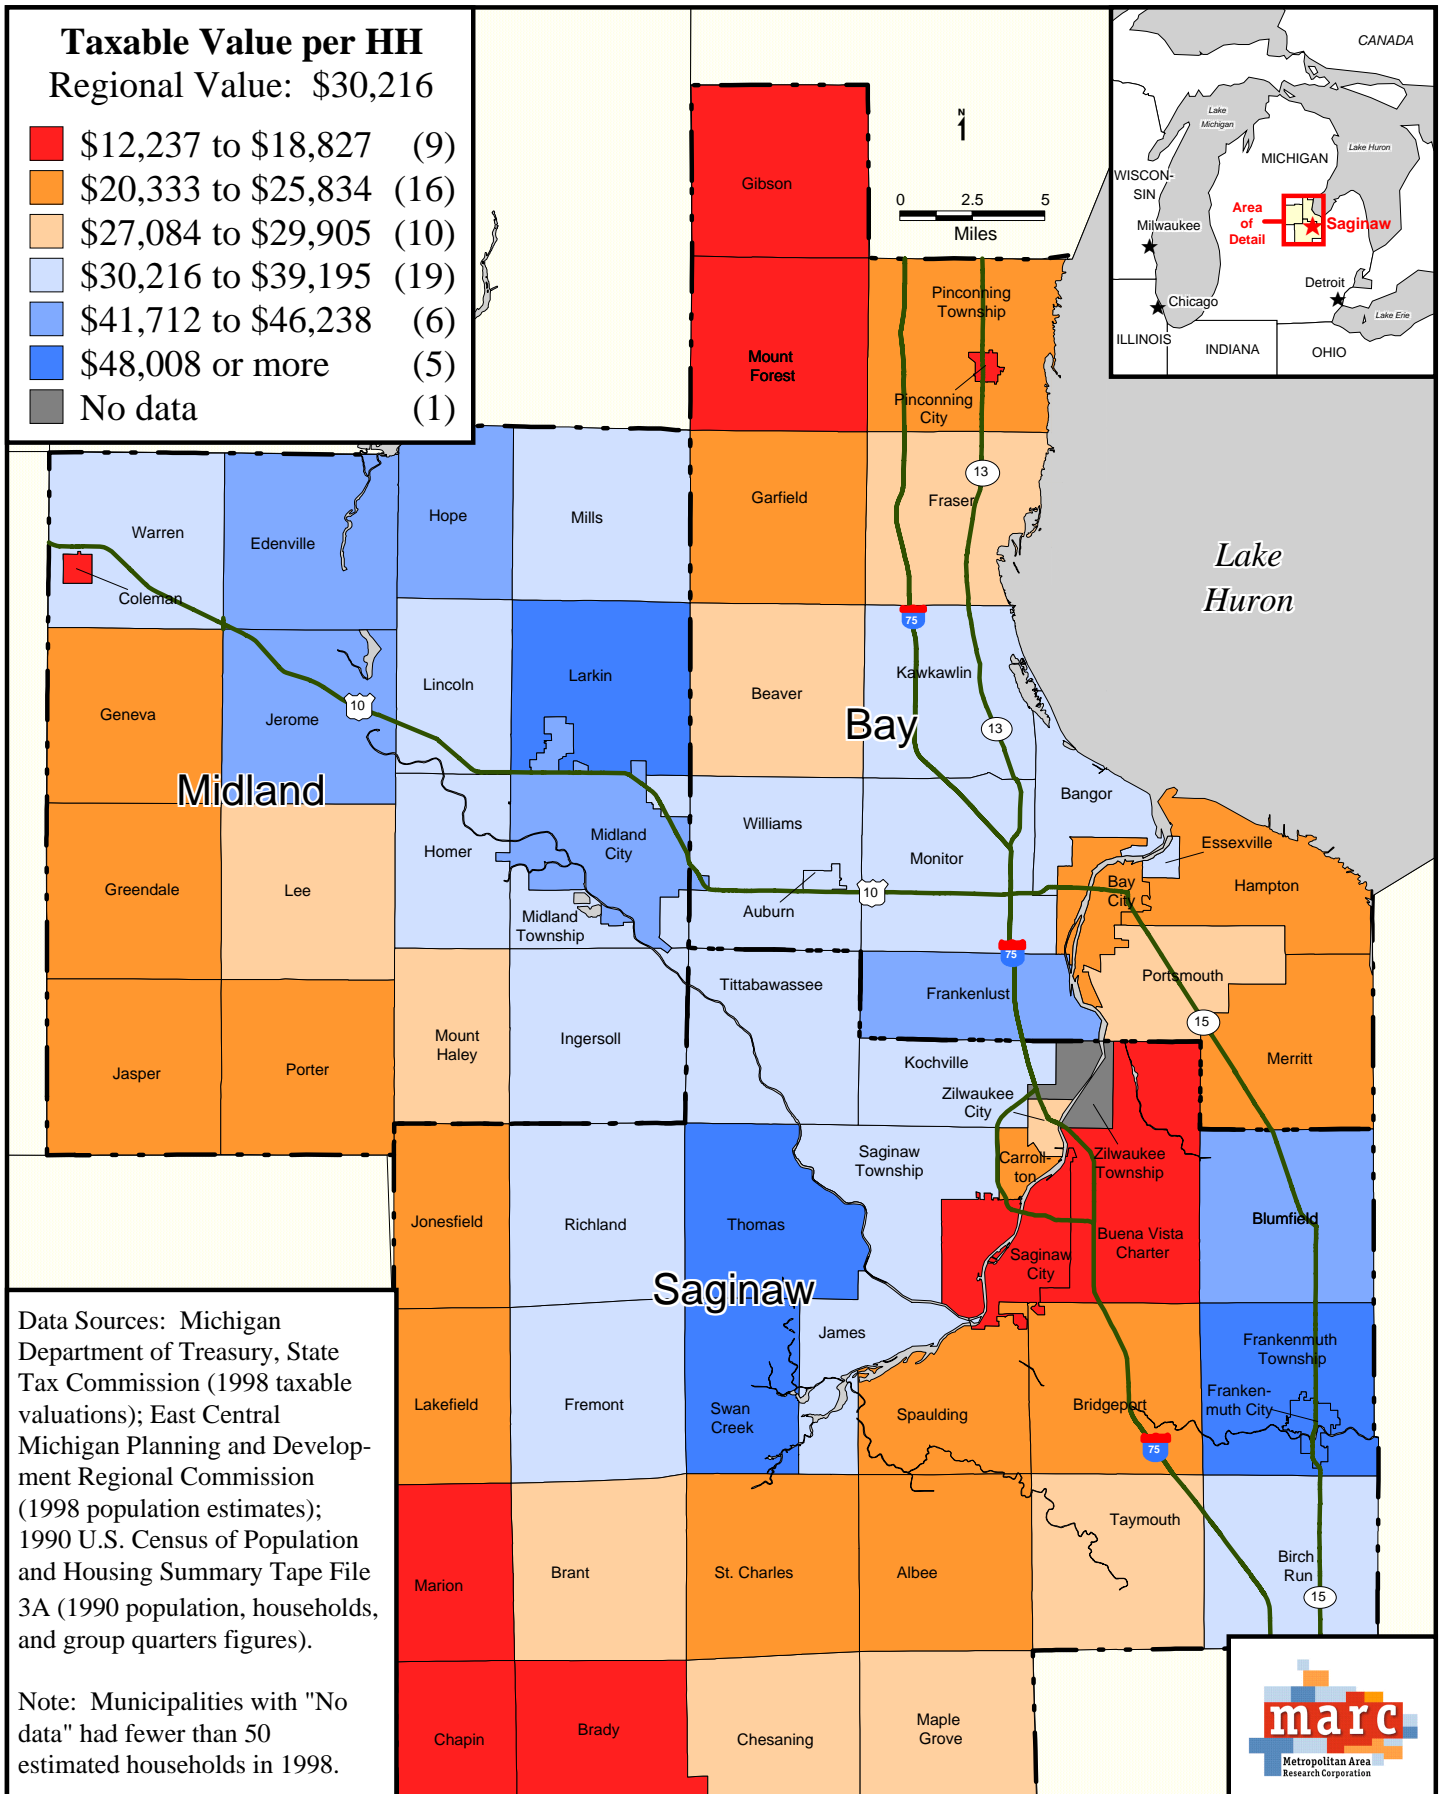 Taxable Value per HH
Regional Value: $30,216
$12,237 to $18,827 (9)
$20,333 to $25,834 (16)
$27,084 to $29,905 (10)
$30,216 to $39,195 (19)
$41,712 to $46,238 (6)
$48,008 or more (5)
No data (1)
N
0 2.5 5
Miles
CANADA
Lake
Michigan
Lake Huron
MICHIGAN
WISCON-
SIN
Area
of
Detail
Saginaw
Milwaukee
Detroit
Chicago
Lake Erie
ILLINOIS
INDIANA
OHIO
Gibson
Pinconning
Township
Mount
Forest
Pinconning
City
13
Garfield
Fraser
Warren
Edenville
Hope
Mills
Coleman
Lake
Huron
75
Geneva
Jerome
10
Lincoln
Larkin
Beaver
Kawkawlin
Bay
13
Midland
Bangor
Williams
Midland
City
Homer
Monitor
Essexville
Greendale
Lee
Bay
City
Hampton
10
Auburn
Midland
Township
75
Portsmouth
Tittabawassee
Frankenlust
15
Mount
Haley
Ingersoll
Jasper
Porter
Kochville
Merritt
Zilwaukee
City
Saginaw
Township
Carroll-
ton
Zilwaukee
Township
Jonesfield
Richland
Thomas
Blumfield
Buena Vista
Charter
Saginaw
City
Saginaw
James
Frankenmuth
Township
Lakefield
Fremont
Swan
Creek
Spaulding
Bridgeport
Franken-
muth City
75
Taymouth
Marion
Brant
St. Charles
Albee
Birch
Run
15
Chapin
Brady
Chesaning
Maple
Grove
Data Sources: Michigan
Department of Treasury, State
Tax Commission (1998 taxable
valuations); East Central
Michigan Planning and Develop-
ment Regional Commission
(1998 population estimates);
1990 U.S. Census of Population
and Housing Summary Tape File
3A (1990 population, households,
and group quarters figures).
Note: Municipalities with "No
data" had fewer than 50
estimated households in 1998.
marc
Metropolitan Area
Research Corporation